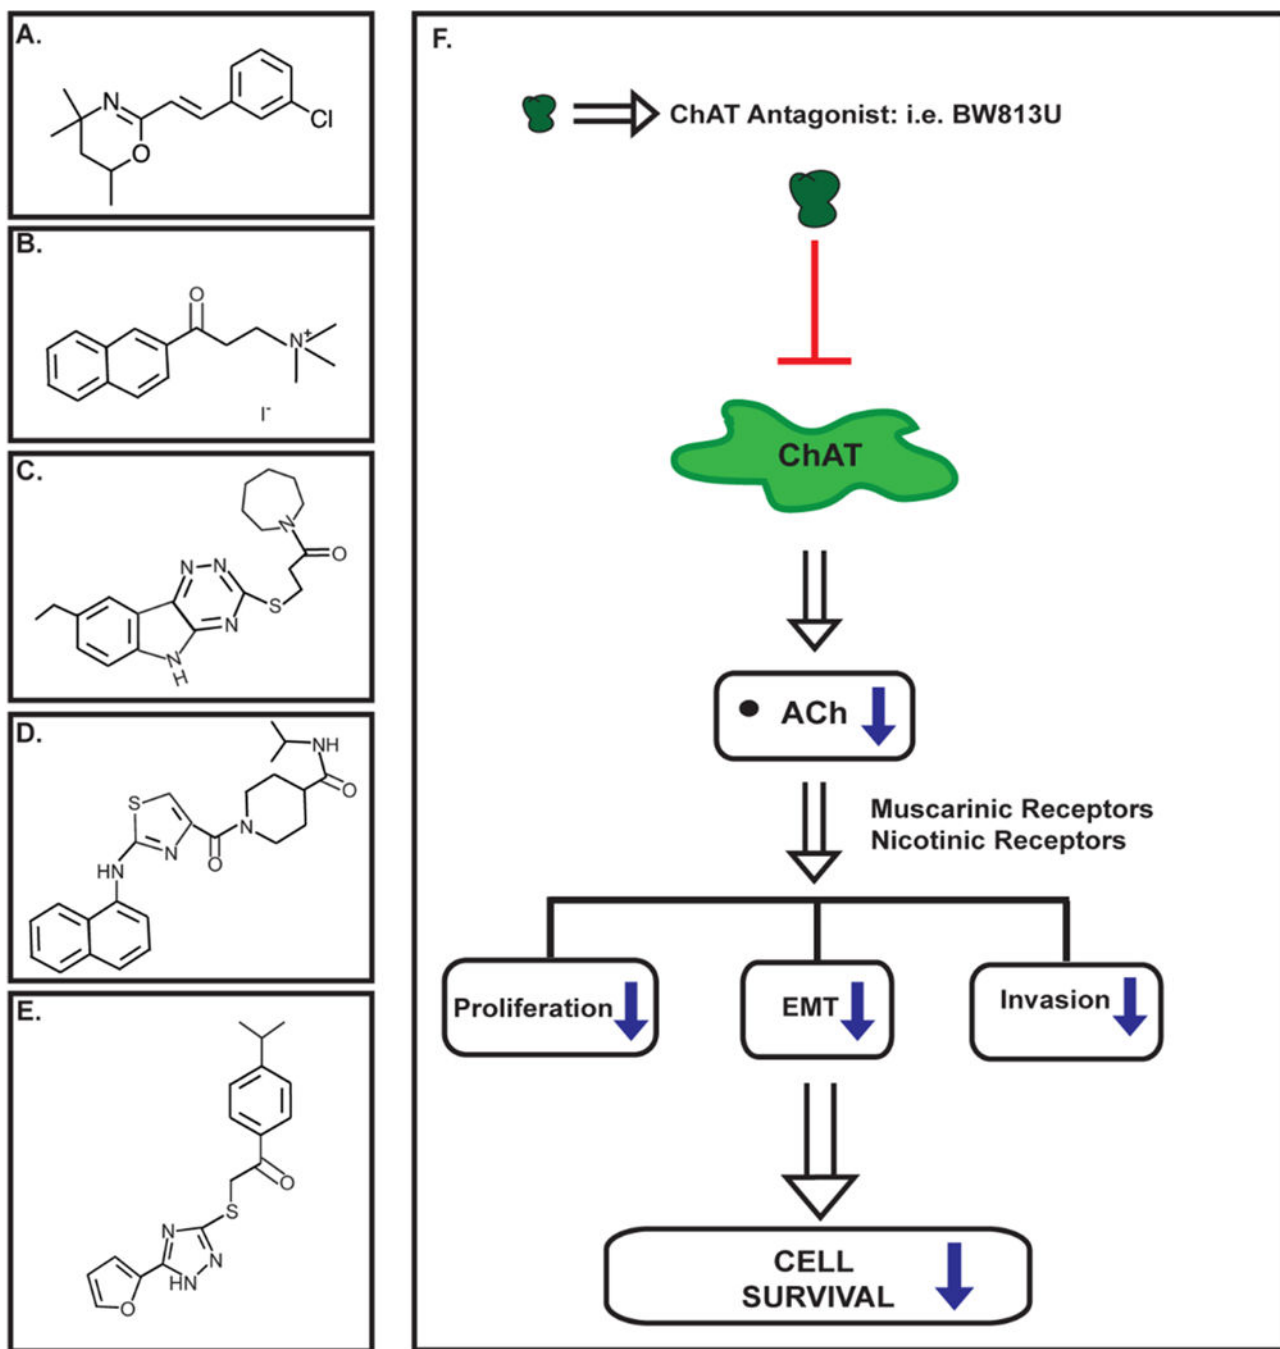 A.
N
O
Cl
B.
O
N+
I-
C.
N
O
N N
S
N
N
H
D.
NH
O
S
N
N
O
HN
E.
O
S
N
N
HN
O
F.
ChAT Antagonist: i.e. BW813U
ChAT
ACh
Muscarinic Receptors
Nicotinic Receptors
Proliferation
EMT
Invasion
CELL
SURVIVAL